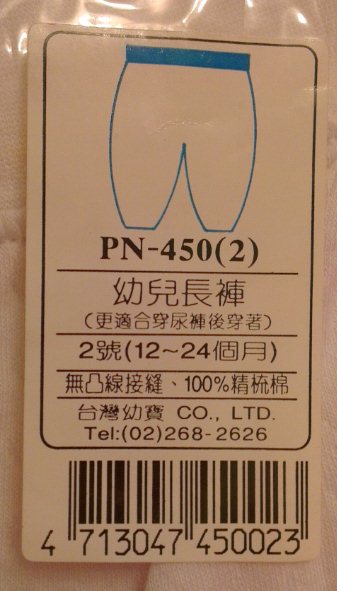 PN-450(2)
幼兒長褲
(更適合穿尿褲後穿著)
2號(12~24個月)
無凸線接縫、100%精梳棉
台灣幼寶 CO., LTD.
Tel:(02)268-2626
4 713047 450023